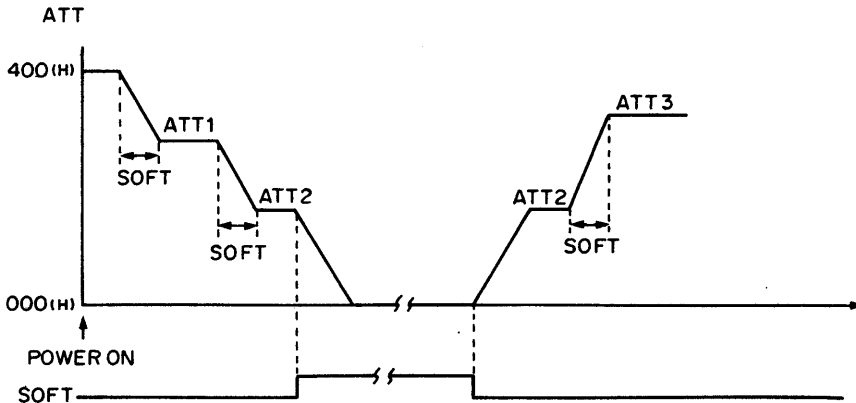 ATT
400(H)
ATT3
ATT1
SOFT
ATT2
ATT2
SOFT
SOFT
000(H)
POWER ON
SOFT